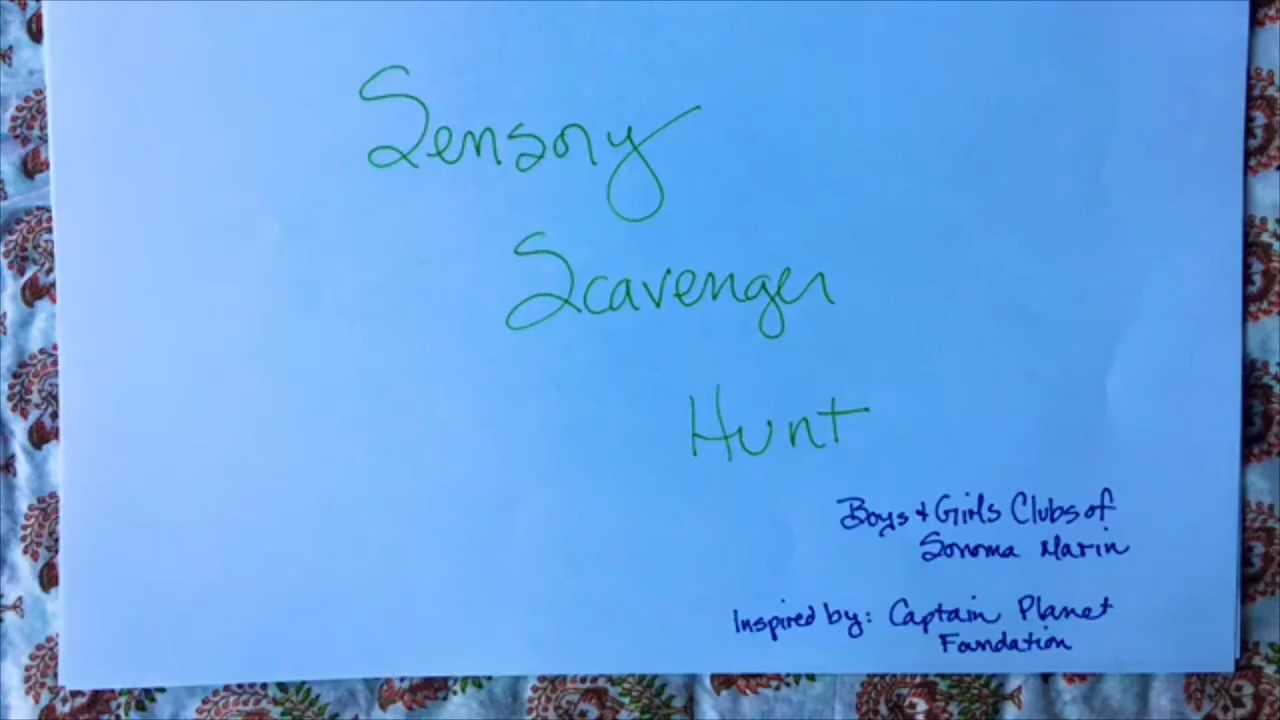 Sensory
Scavenger
Hunt
Boys & Girls Clubs of
Sonoma Marin
Inspired by: Captain Planet
Foundation